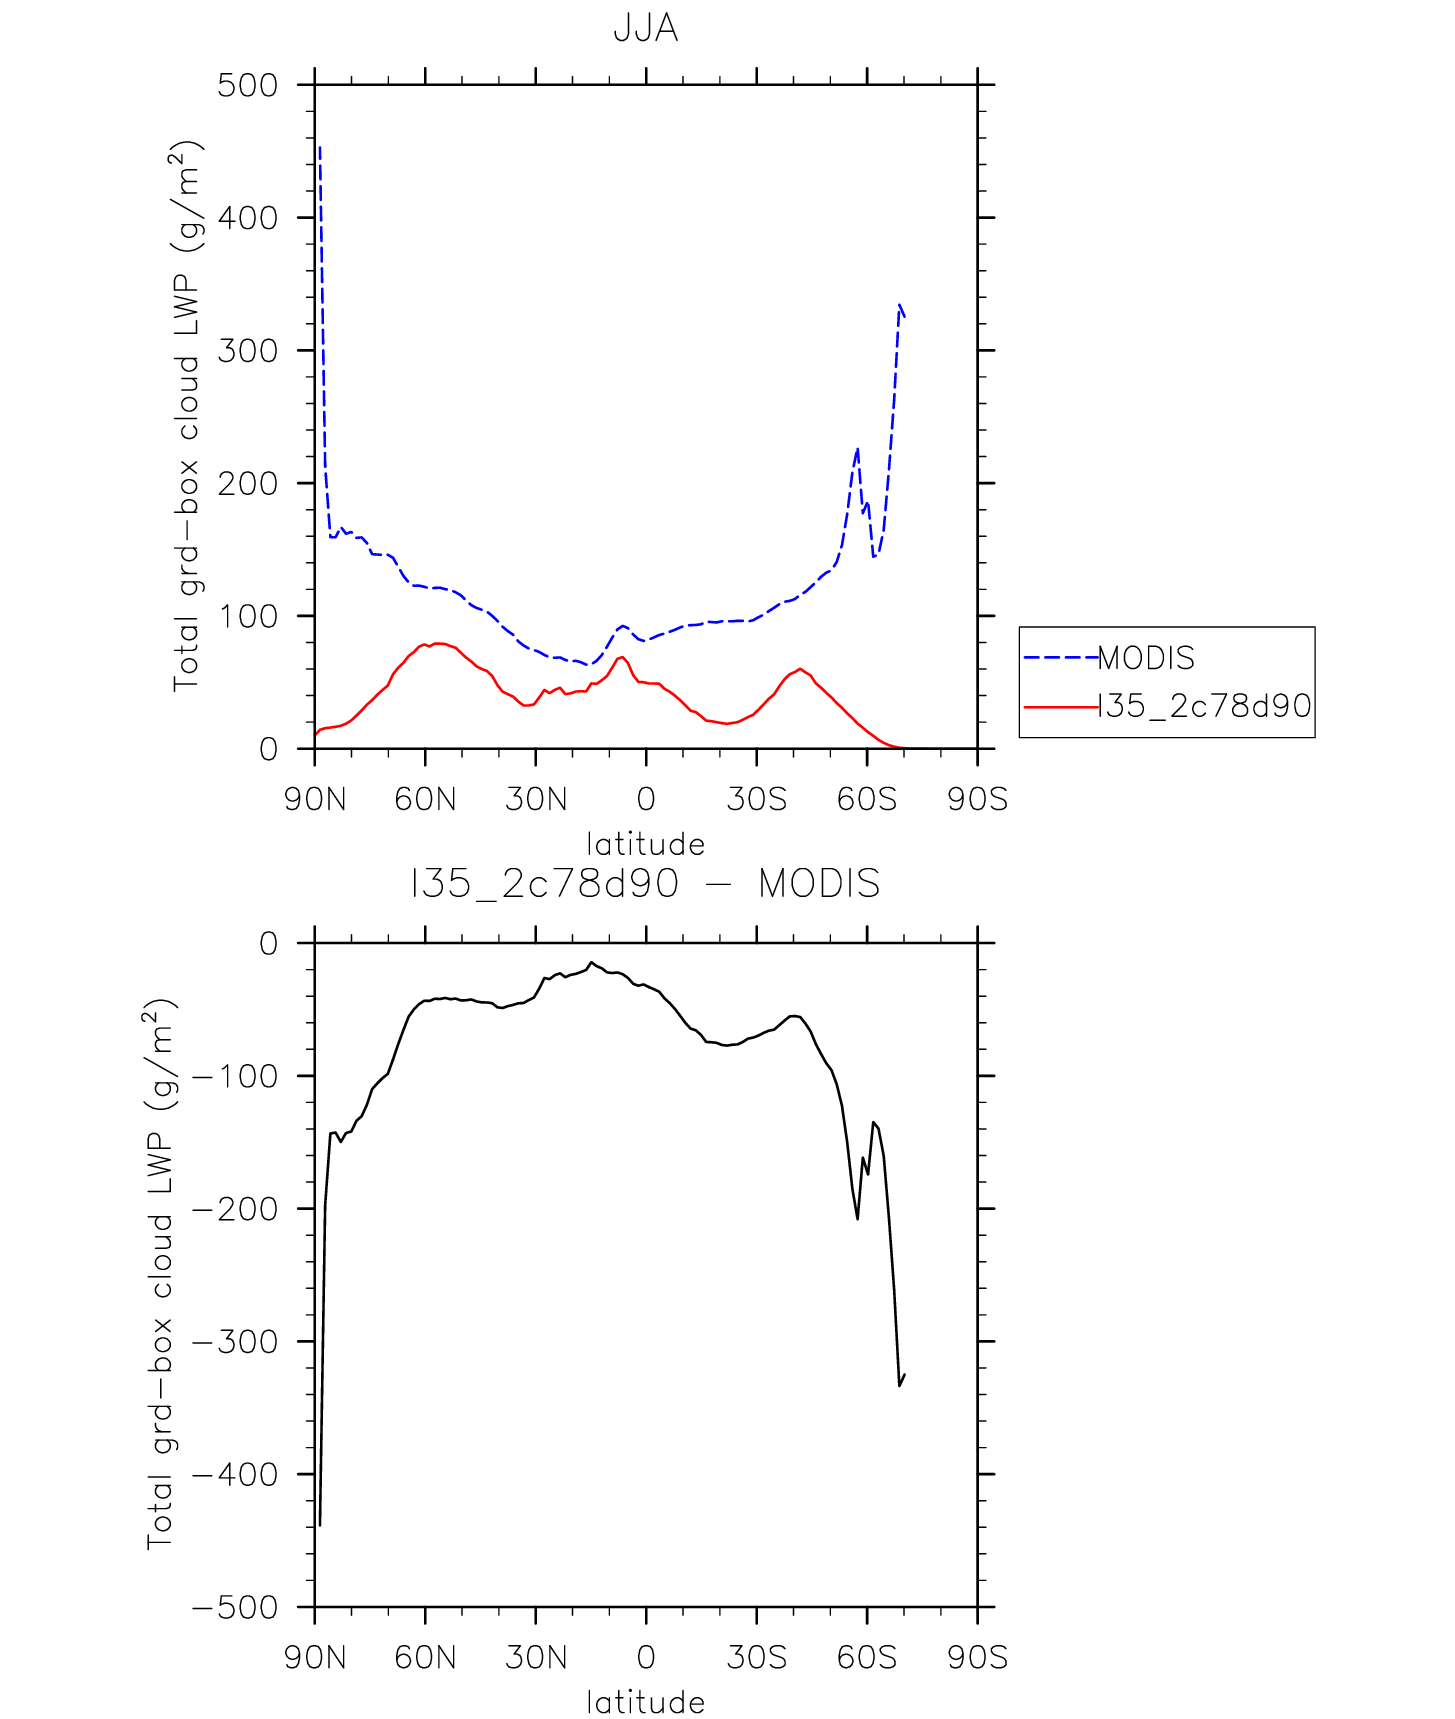 JJA
Total grd-box cloud LWP (g/m²)
500
400
300
200
100
0
90N 60N 30N 0 30S 60S 90S
latitude
MODIS
I35_2c78d90
I35_2c78d90 - MODIS
Total grd-box cloud LWP (g/m²)
0
-100
-200
-300
-400
-500
90N 60N 30N 0 30S 60S 90S
latitude